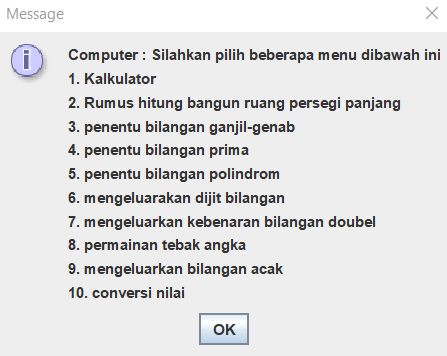 Message
Computer : Silahkan pilih beberapa menu dibawah ini
1. Kalkulator
2. Rumus hitung bangun ruang persegi panjang
3. penentu bilangan ganjil-genab
4. penentu bilangan prima
5. penentu bilangan polindrom
6. mengeluarakan dijit bilangan
7. mengeluarkan kebenaran bilangan doubel
8. permainan tebak angka
9. mengeluarkan bilangan acak
10. conversi nilai
OK